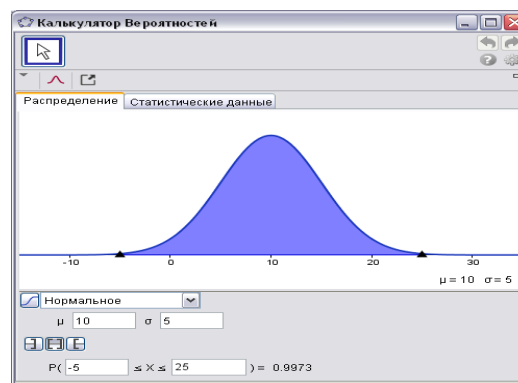 Калькулятор Вероятностей
Распределение Статистические данные
-10 0 10 20 30
μ = 10 σ = 5
Нормальное
μ 10 σ 5
P( -5 ≤ X ≤ 25 ) = 0.9973